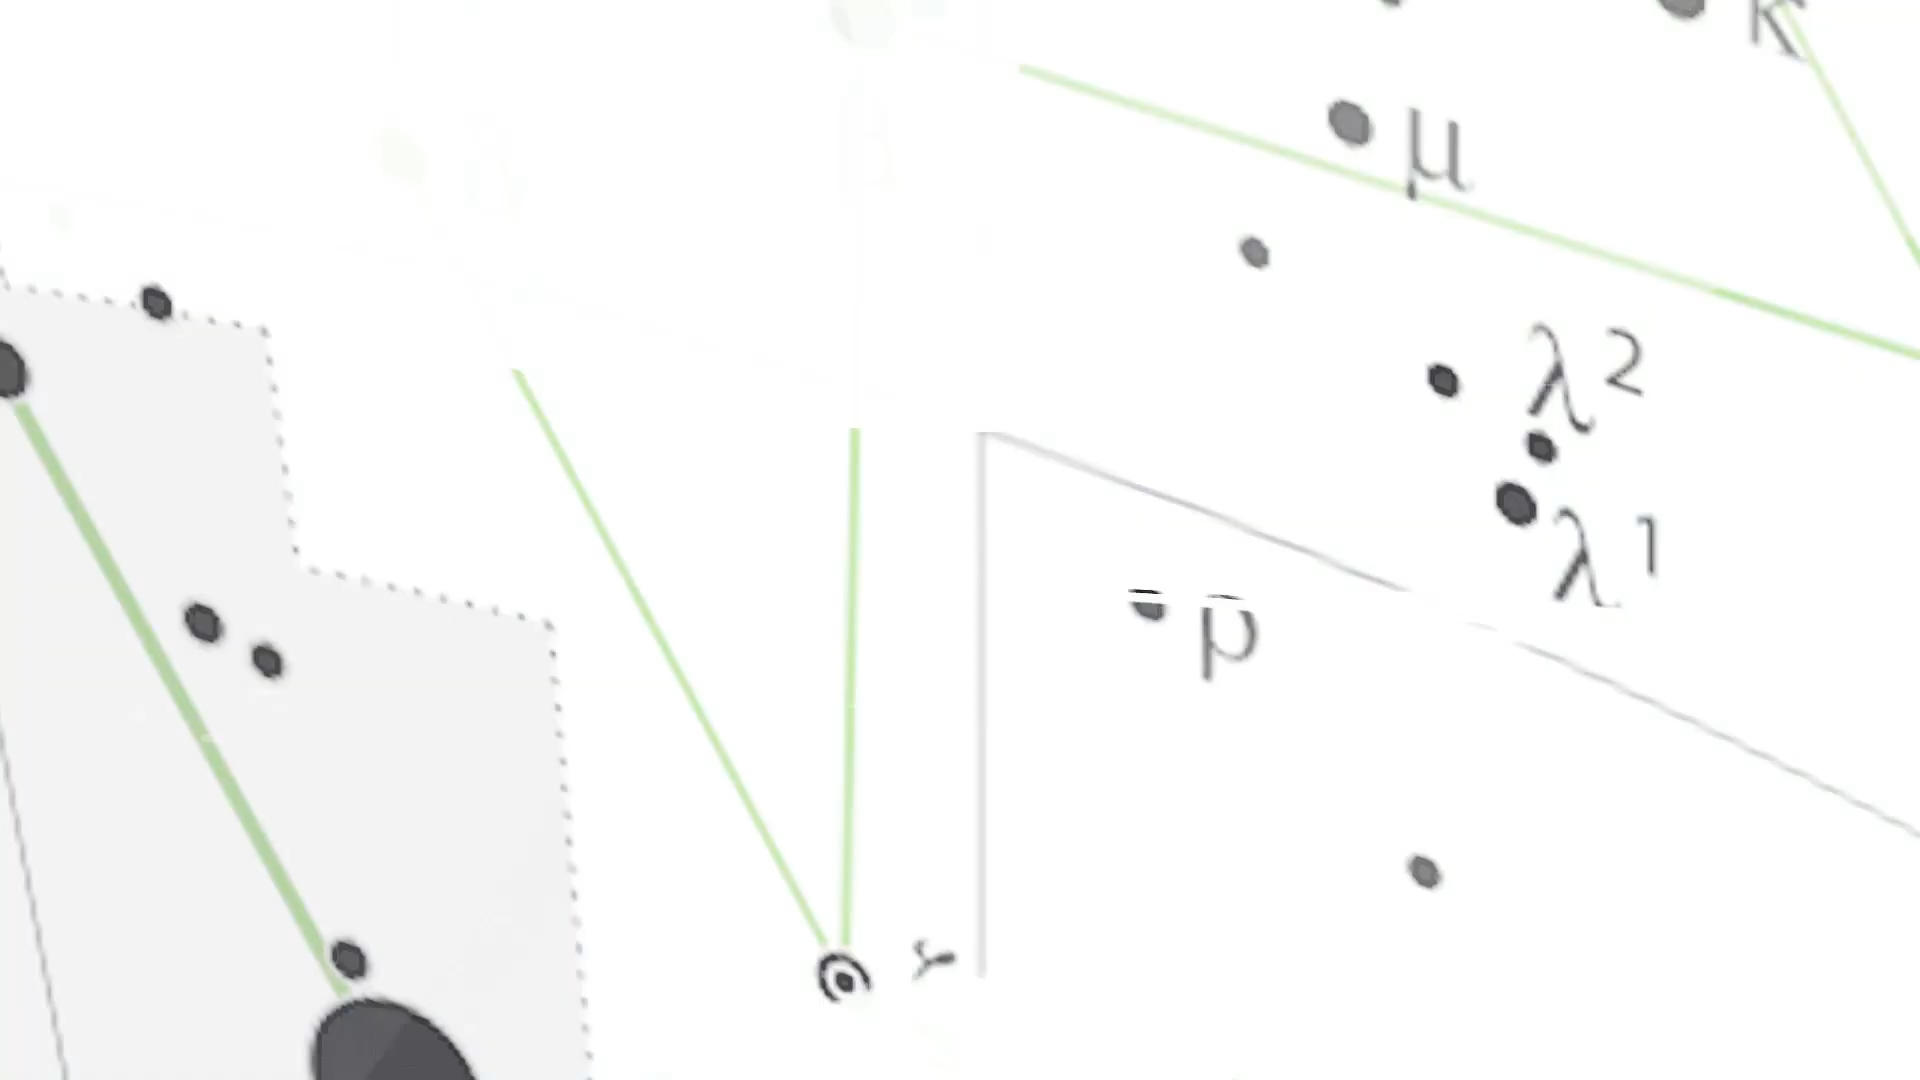 κ
μ
λ²
λ¹
ρ
γ